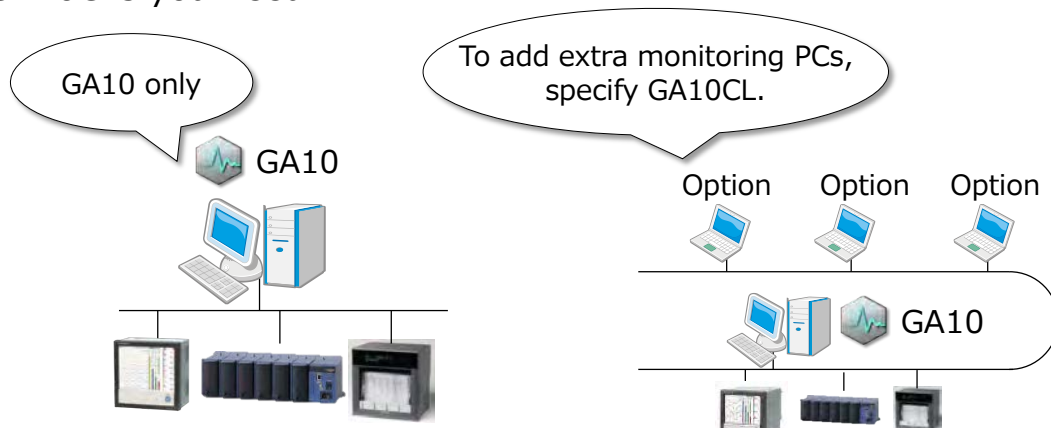 GA10 only
To add extra monitoring PCs,
specify GA10CL.
GA10
Option Option Option
GA10